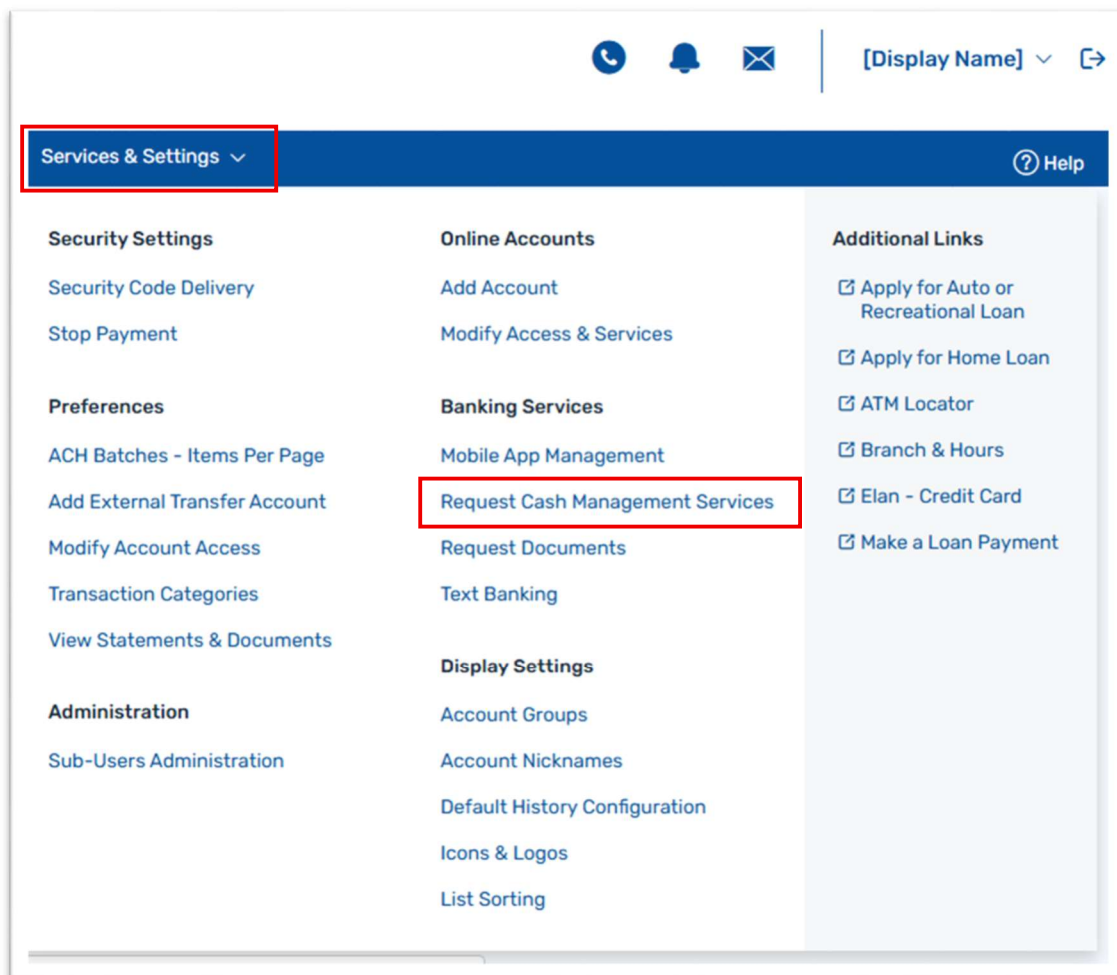 [Display Name]
Services & Settings
Help
Security Settings
Security Code Delivery
Stop Payment
Preferences
ACH Batches - Items Per Page
Add External Transfer Account
Modify Account Access
Transaction Categories
View Statements & Documents
Administration
Sub-Users Administration
Online Accounts
Add Account
Modify Access & Services
Banking Services
Mobile App Management
Request Cash Management Services
Request Documents
Text Banking
Display Settings
Account Groups
Account Nicknames
Default History Configuration
Icons & Logos
List Sorting
Additional Links
Apply for Auto or
Recreational Loan
Apply for Home Loan
ATM Locator
Branch & Hours
Elan - Credit Card
Make a Loan Payment